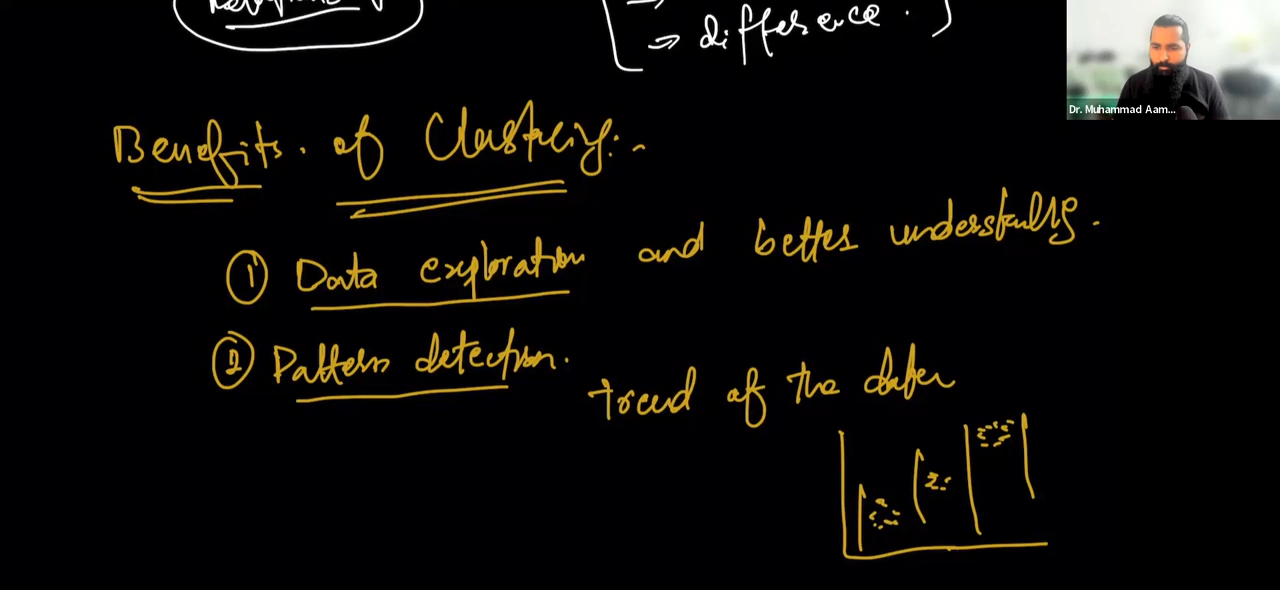 ⇒ difference.
Dr. Muhammad Aam...
Benefits. of Clustering:-
① Data exploration and better understanding.
② Pattern detection.
trend of the data